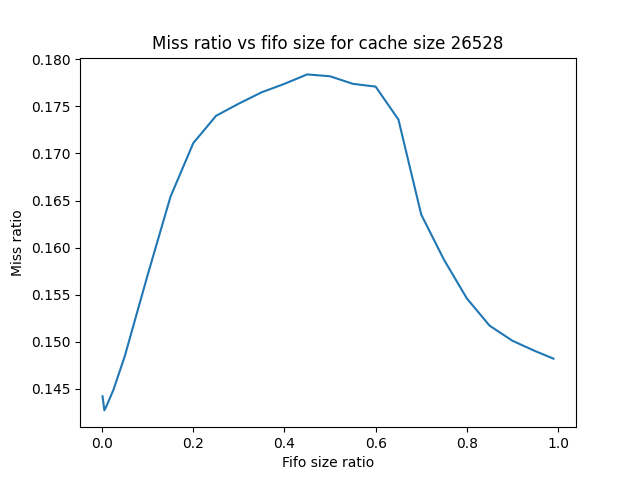 Miss ratio vs fifo size for cache size 26528
0.180
0.175
0.170
0.165
0.160
0.155
0.150
0.145
Miss ratio
0.0 0.2 0.4 0.6 0.8 1.0
Fifo size ratio